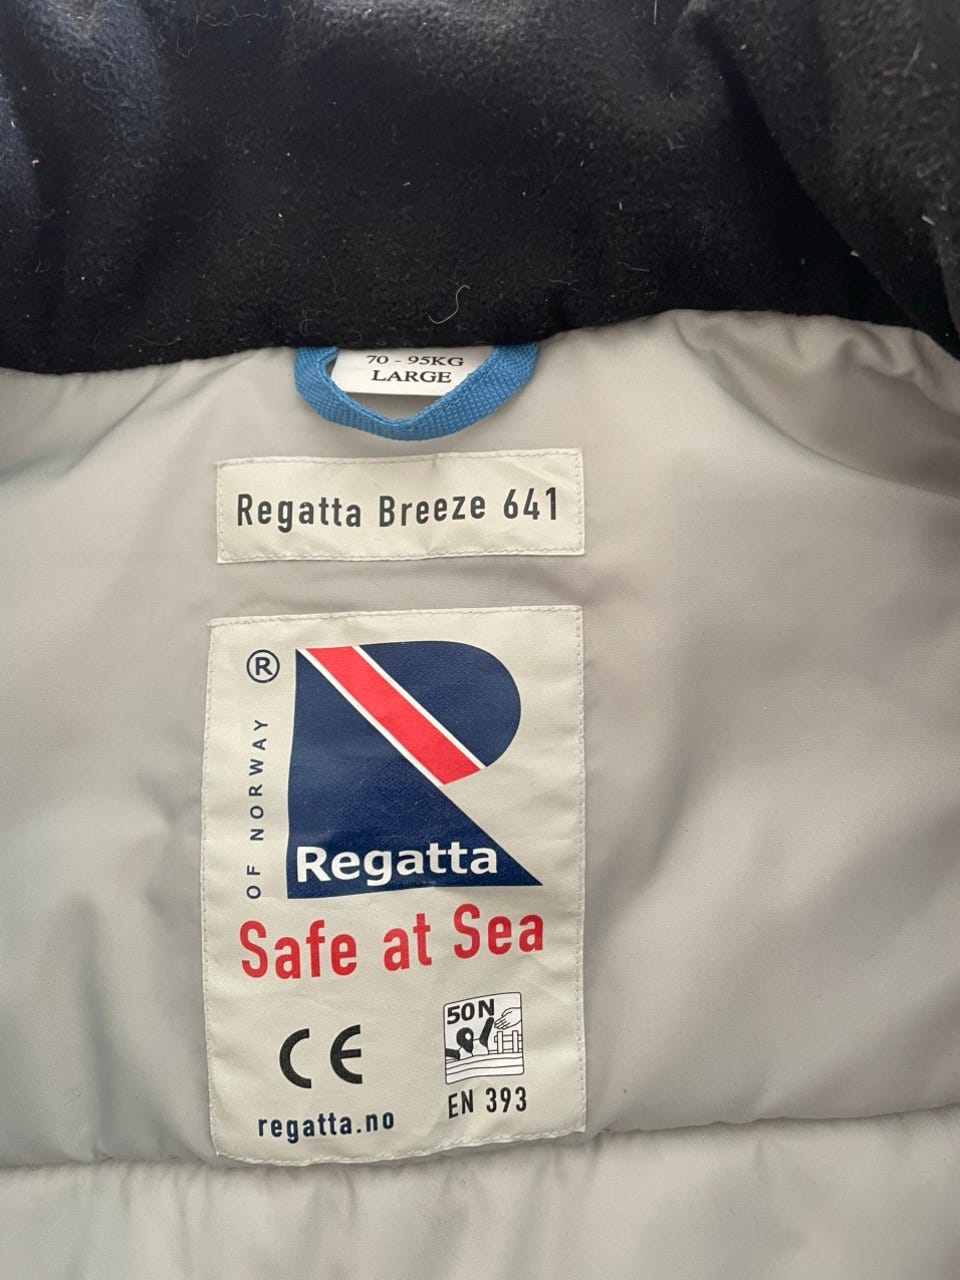 70 - 95KG
LARGE
Regatta Breeze 641
®
OF NORWAY
Regatta
Safe at Sea
CE
50N
regatta.no
EN 393